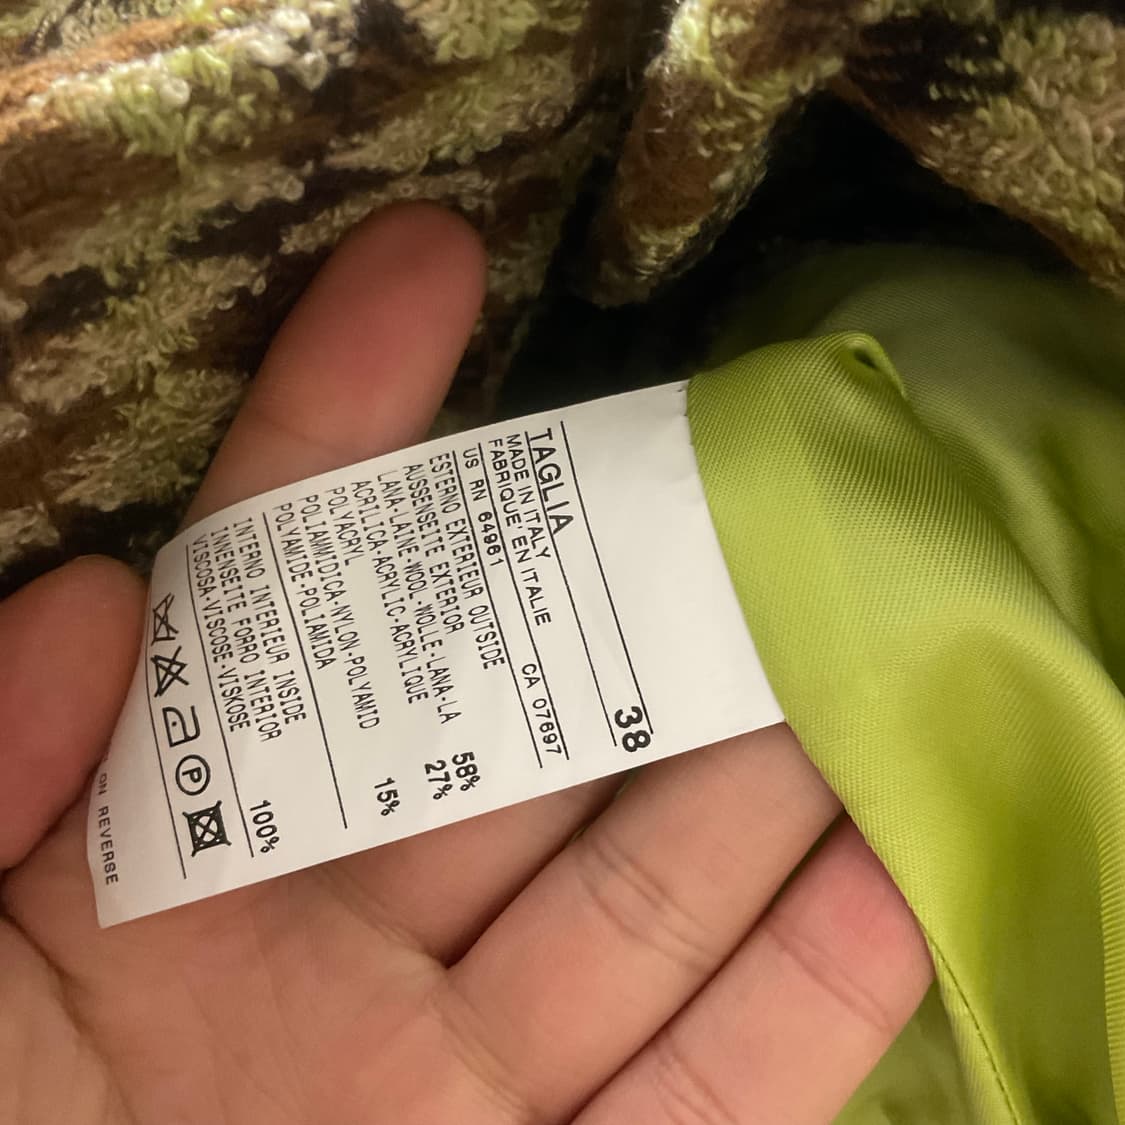 TAGLIA 38
MADE IN ITALY
FABRIQUE' EN ITALIE
US RN 64961 CA 07697
ESTERNO EXTERIEUR OUTSIDE
AUSSENSEITE EXTERIOR
LANA-LAINE-WOOL-WOLLE-LANA-LA 58%
ACRILICA-ACRYLIC-ACRYLIQUE 27%
POLYACRYL
POLIAMMIDICA-NYLON-POLYAMID 15%
POLYAMIDE-POLIAMIDA
INTERNO INTERIEUR INSIDE
INNENSEITE FORRO INTERIOR
VISCOSA-VISCOSE-VISKOSE 100%
P
ON REVERSE